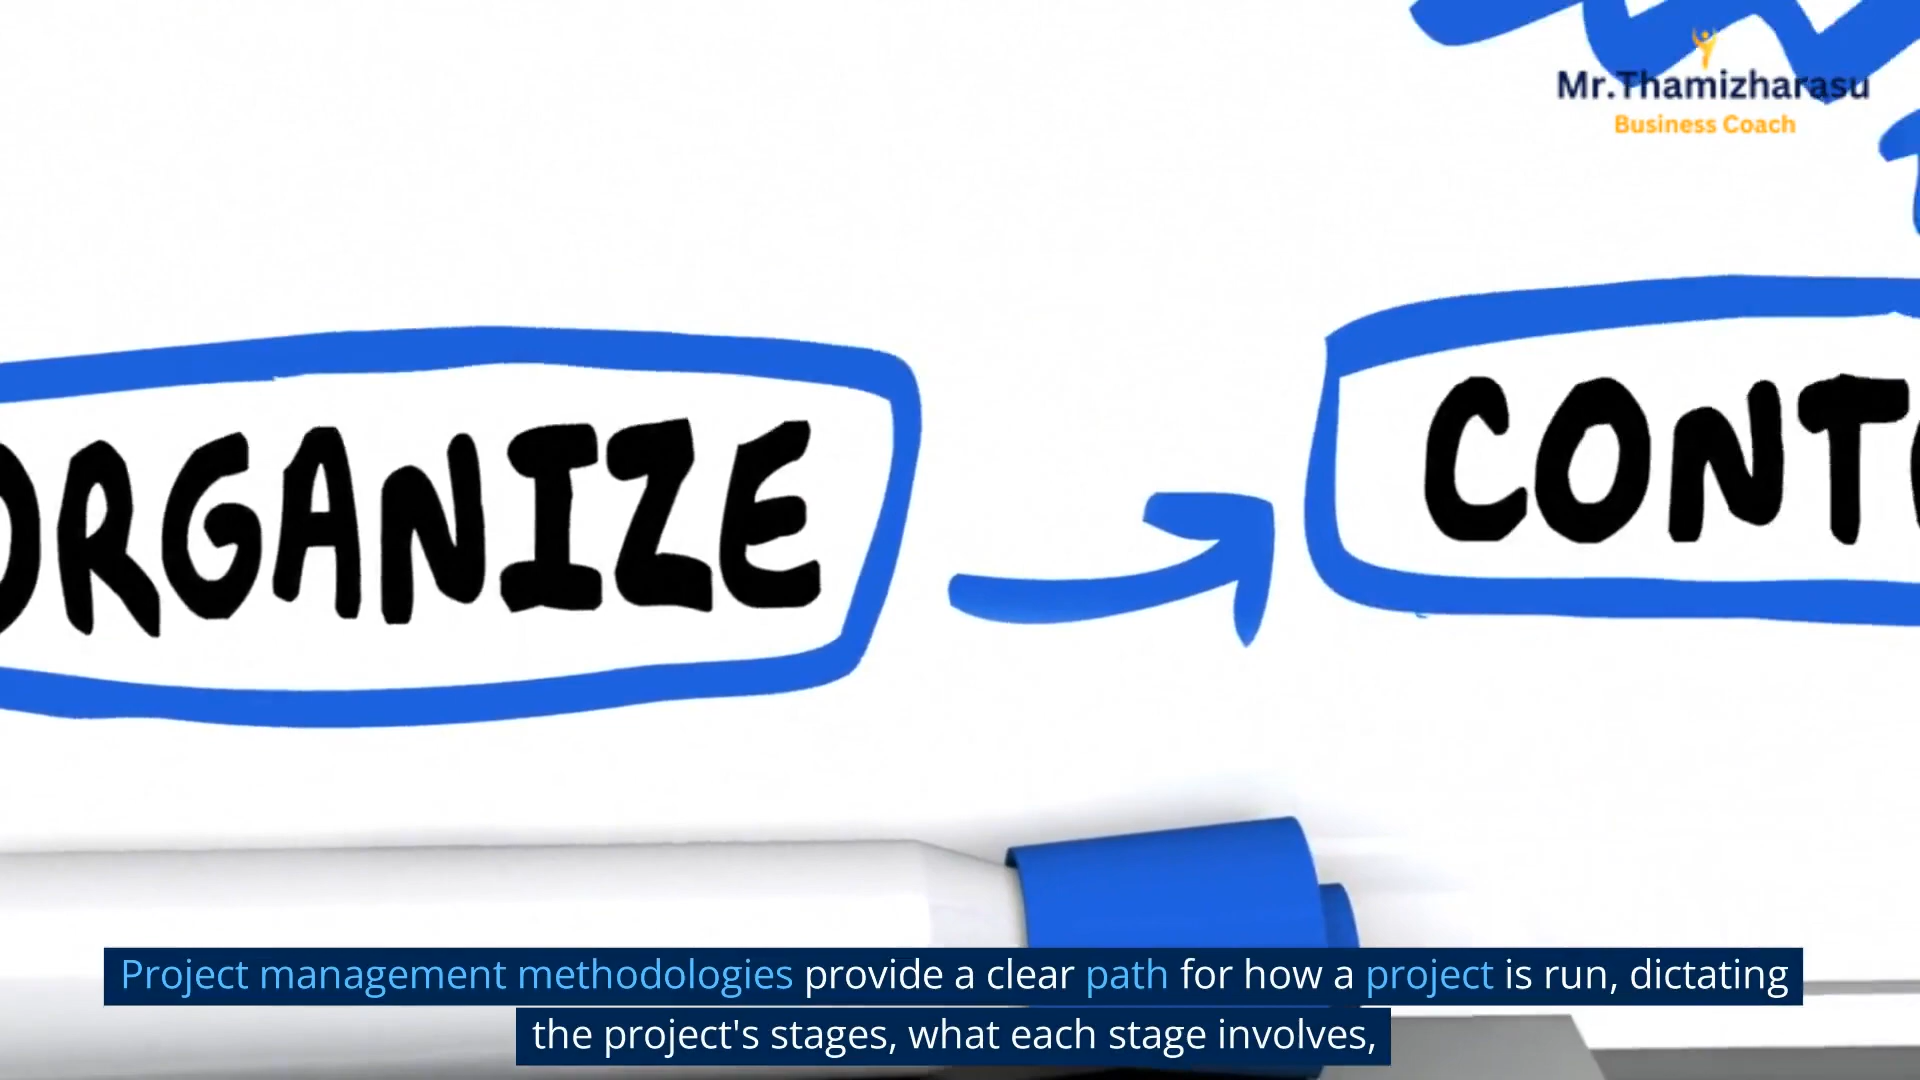 Mr.Thamizharasu
Business Coach
ORGANIZE
CONT
Project management methodologies provide a clear path for how a project is run, dictating
the project's stages, what each stage involves,